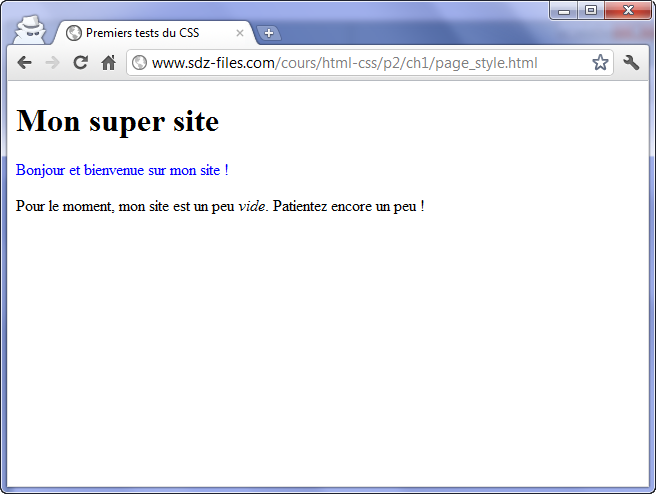 Premiers tests du CSS
www.sdz-files.com/cours/html-css/p2/ch1/page_style.html
Mon super site
Bonjour et bienvenue sur mon site !
Pour le moment, mon site est un peu vide. Patientez encore un peu !